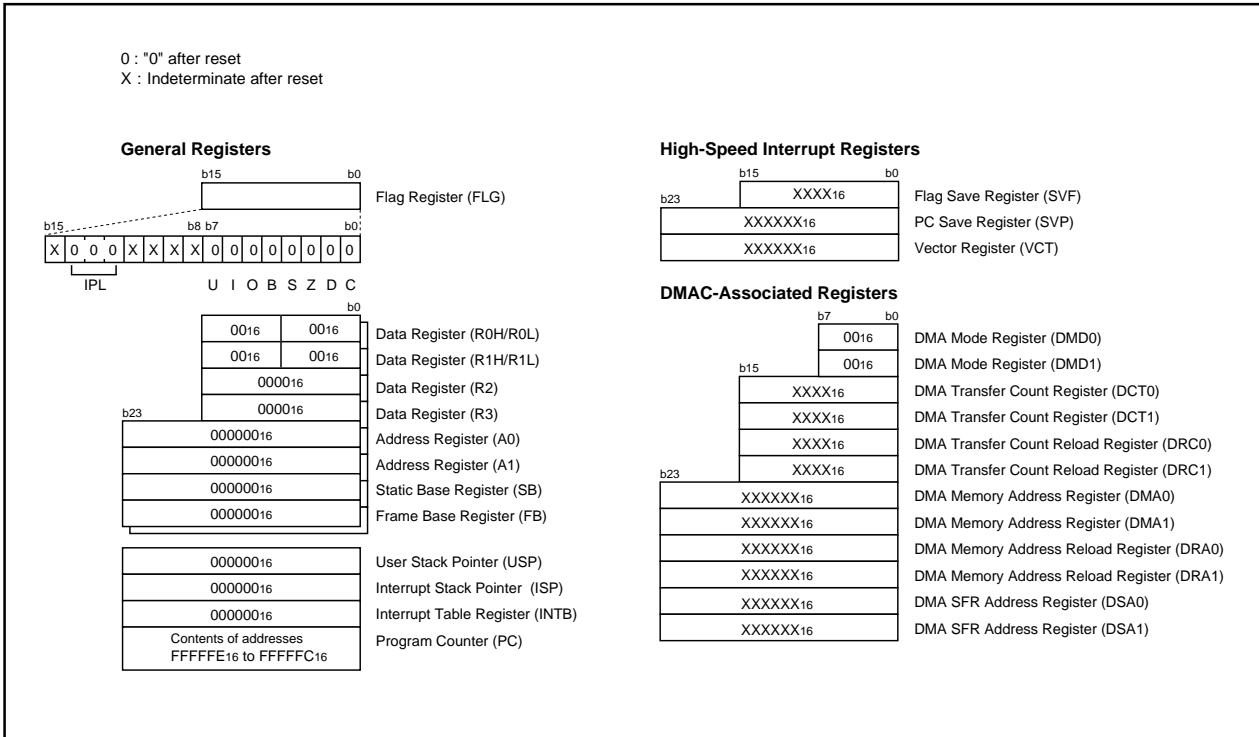 0 : "0" after reset
X : Indeterminate after reset
General Registers
b15 b0
Flag Register (FLG)
b15 b8 b7 b0
X 0 0 0 X X X X 0 0 0 0 0 0 0 0
IPL U I O B S Z D C
b0
0016 0016 Data Register (R0H/R0L)
0016 0016 Data Register (R1H/R1L)
000016 Data Register (R2)
b23 000016 Data Register (R3)
00000016 Address Register (A0)
00000016 Address Register (A1)
00000016 Static Base Register (SB)
00000016 Frame Base Register (FB)
00000016 User Stack Pointer (USP)
00000016 Interrupt Stack Pointer (ISP)
00000016 Interrupt Table Register (INTB)
Contents of addresses
FFFFFE16 to FFFFFC16
Program Counter (PC)
High-Speed Interrupt Registers
b15 b0
b23 XXXX16 Flag Save Register (SVF)
XXXXXX16 PC Save Register (SVP)
XXXXXX16 Vector Register (VCT)
DMAC-Associated Registers
b7 b0
0016 DMA Mode Register (DMD0)
b15 0016 DMA Mode Register (DMD1)
XXXX16 DMA Transfer Count Register (DCT0)
XXXX16 DMA Transfer Count Register (DCT1)
XXXX16 DMA Transfer Count Reload Register (DRC0)
b23 XXXX16 DMA Transfer Count Reload Register (DRC1)
XXXXXX16 DMA Memory Address Register (DMA0)
XXXXXX16 DMA Memory Address Register (DMA1)
XXXXXX16 DMA Memory Address Reload Register (DRA0)
XXXXXX16 DMA Memory Address Reload Register (DRA1)
XXXXXX16 DMA SFR Address Register (DSA0)
XXXXXX16 DMA SFR Address Register (DSA1)